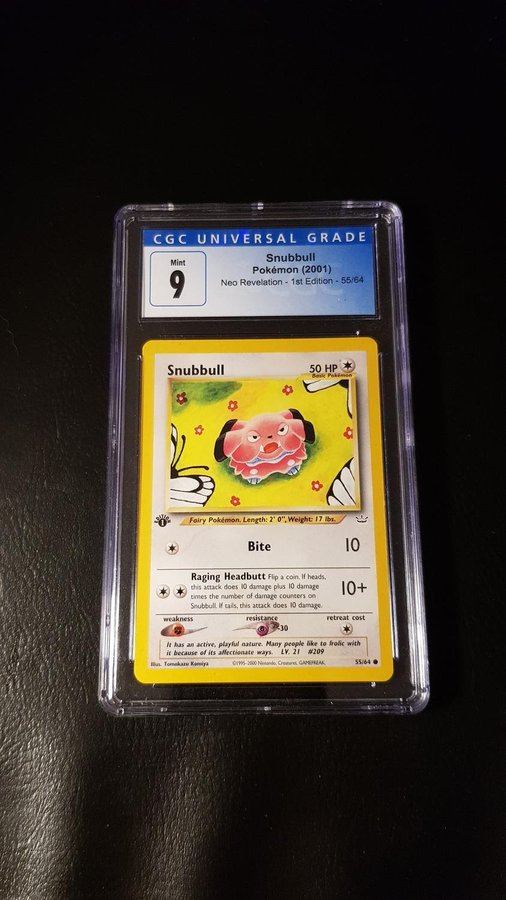 CGC UNIVERSAL GRADE
Mint
9
Snubbull
Pokémon (2001)
Neo Revelation - 1st Edition - 55/64
Snubbull
50 HP
Basic Pokémon
1
Fairy Pokémon. Length: 2' 0", Weight: 17 lbs.
Bite 10
Raging Headbutt Flip a coin. If heads,
this attack does 10 damage plus 10 damage
times the number of damage counters on
Snubbull. If tails, this attack does 10 damage.
10+
weakness resistance retreat cost
-30
It has an active, playful nature. Many people like to frolic with
it because of its affectionate ways. LV. 21 #209
Illus. Tomokazu Komiya ©1995-2000 Nintendo, Creatures, GAMEFREAK. 55/64